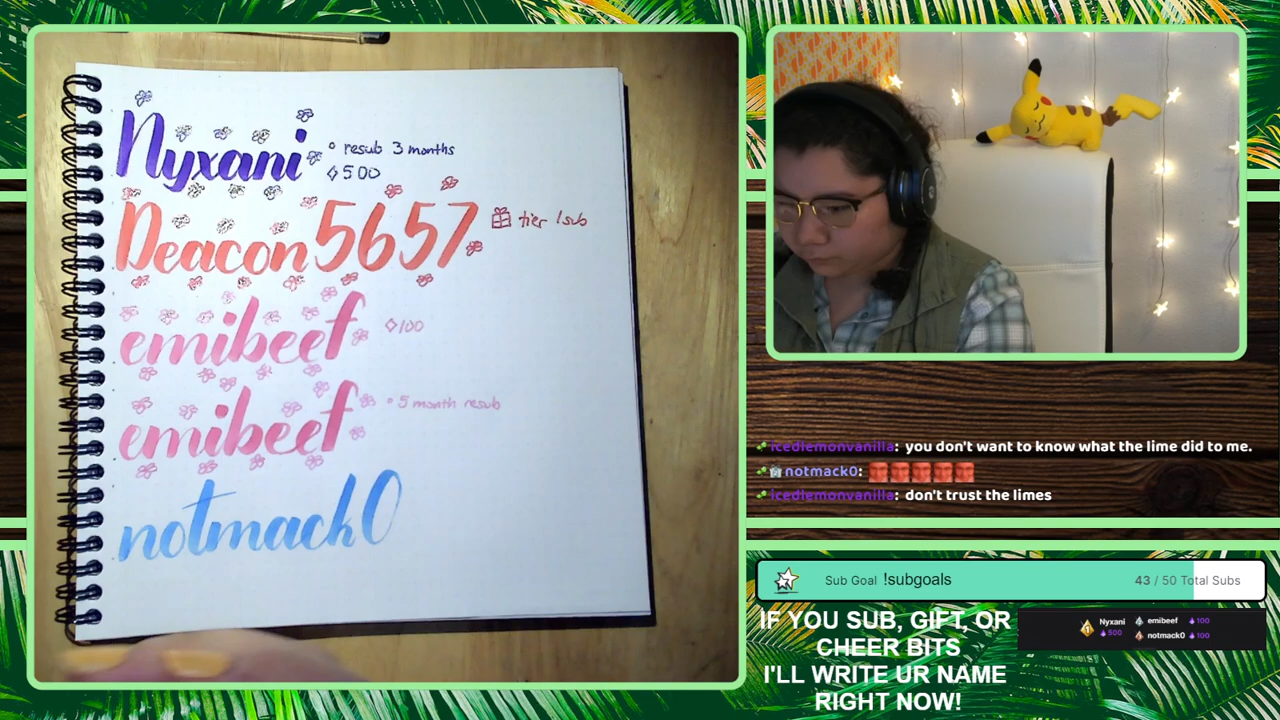 Nyxani
◦ resub 3 months
◇500
Deacon5657
tier 1 sub
emibeef
◇100
emibeef
◦ 5 month resub
notmack0
icedlemonvanilla: you don't want to know what the lime did to me.
notmack0:
icedlemonvanilla: don't trust the limes
Sub Goal !subgoals 43 / 50 Total Subs
IF YOU SUB, GIFT, OR
CHEER BITS
I'LL WRITE UR NAME
RIGHT NOW!
1 Nyxani 500
emibeef 100
notmack0 100